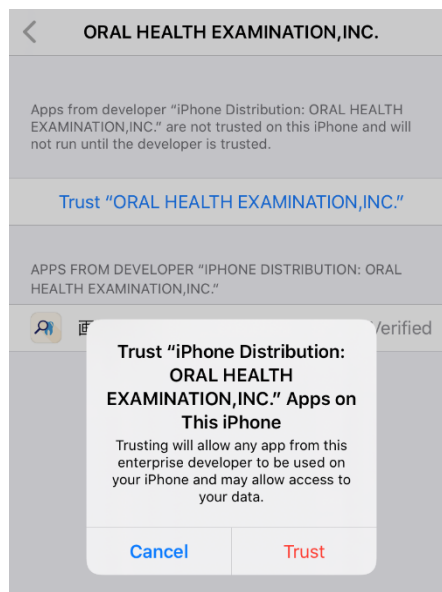 ORAL HEALTH EXAMINATION,INC.
Apps from developer “iPhone Distribution: ORAL HEALTH
EXAMINATION,INC.” are not trusted on this iPhone and will
not run until the developer is trusted.
Trust “ORAL HEALTH EXAMINATION,INC.”
APPS FROM DEVELOPER “IPHONE DISTRIBUTION: ORAL
HEALTH EXAMINATION,INC.”
画
Trust “iPhone Distribution:
ORAL HEALTH
EXAMINATION,INC.” Apps on
This iPhone
Trusting will allow any app from this
enterprise developer to be used on
your iPhone and may allow access to
your data.
Cancel Trust